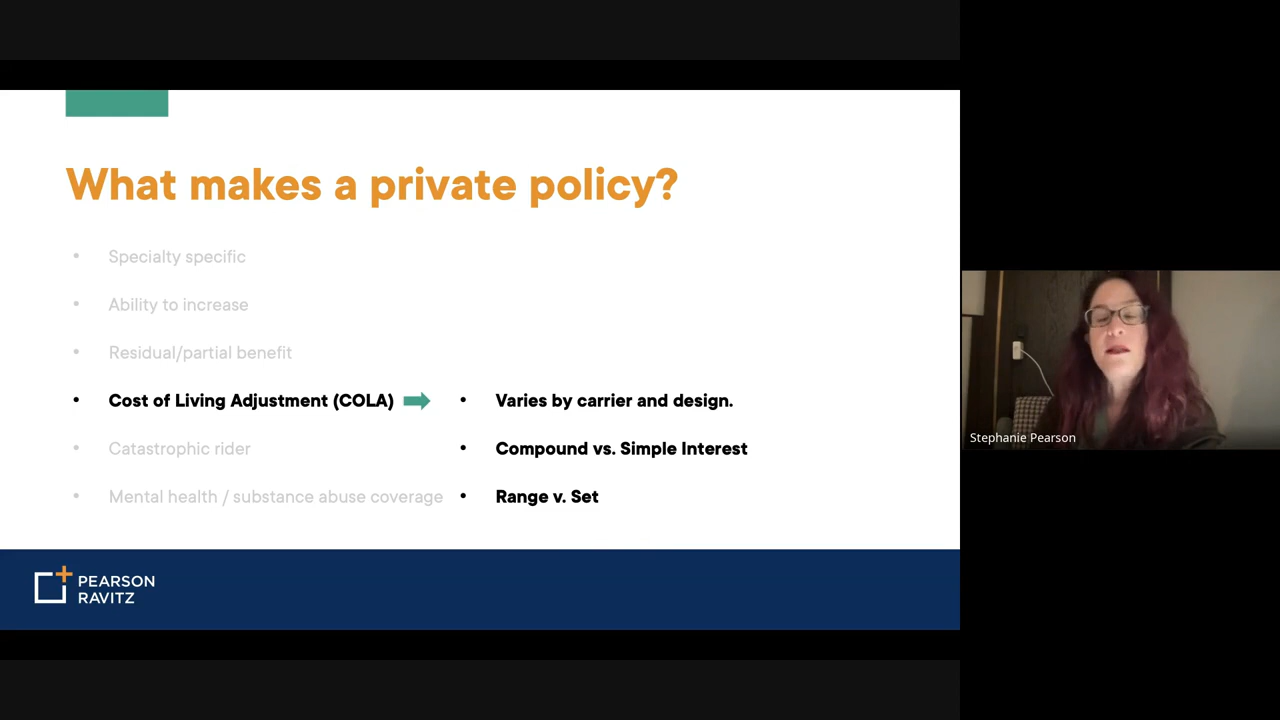 What makes a private policy?
• Specialty specific
• Ability to increase
• Residual/partial benefit
• Cost of Living Adjustment (COLA)
• Catastrophic rider
• Mental health / substance abuse coverage
• Varies by carrier and design.
• Compound vs. Simple Interest
• Range v. Set
PEARSON
RAVITZ
Stephanie Pearson